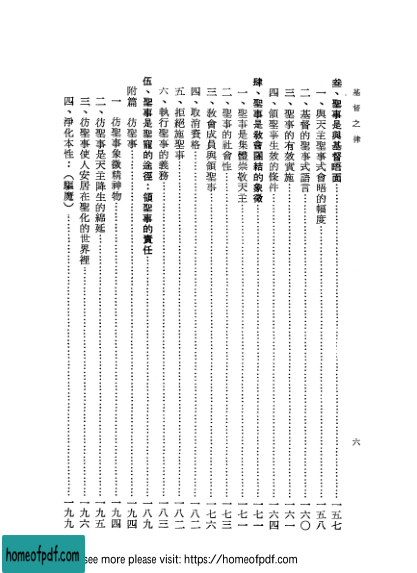 基督之律
六
叁、聖事是與基督晤面……一五七
一、與天主聖事式會晤的幅度……一五八
二、基督的聖事式語言……一六〇
三、聖事的有效實施……一六一
四、領聖事生效的條件……一六四
肆、聖事是敎會團結的象徵……一七一
一、聖事是集體崇敬天主……一七一
二、聖事的社會性……一七三
三、敎會成員與領聖事……一七六
四、取消資格……一八二
五、拒絕施聖事……一八二
六、執行聖事的義務……一八三
伍、聖事是聖寵的途徑：領聖事的責任……一八九
附篇 彷聖事……一九四
一 彷聖事象徵精神物……一九四
二、彷聖事是天主降生的綿延……一九五
三、彷聖事使人安居在聖化的世界裡……一九六
四、淨化本性：（驅魔）……一九九
homeofpdf.com
see more please visit: https://homeofpdf.com